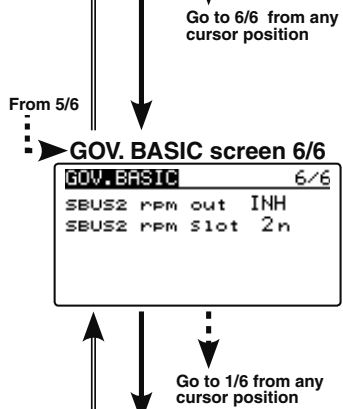 Go to 6/6 from any
cursor position
From 5/6
GOV. BASIC screen 6/6
GOV.BASIC 6/6
SBUS2 rpm out INH
SBUS2 rpm Slot 2n
Go to 1/6 from any
cursor position